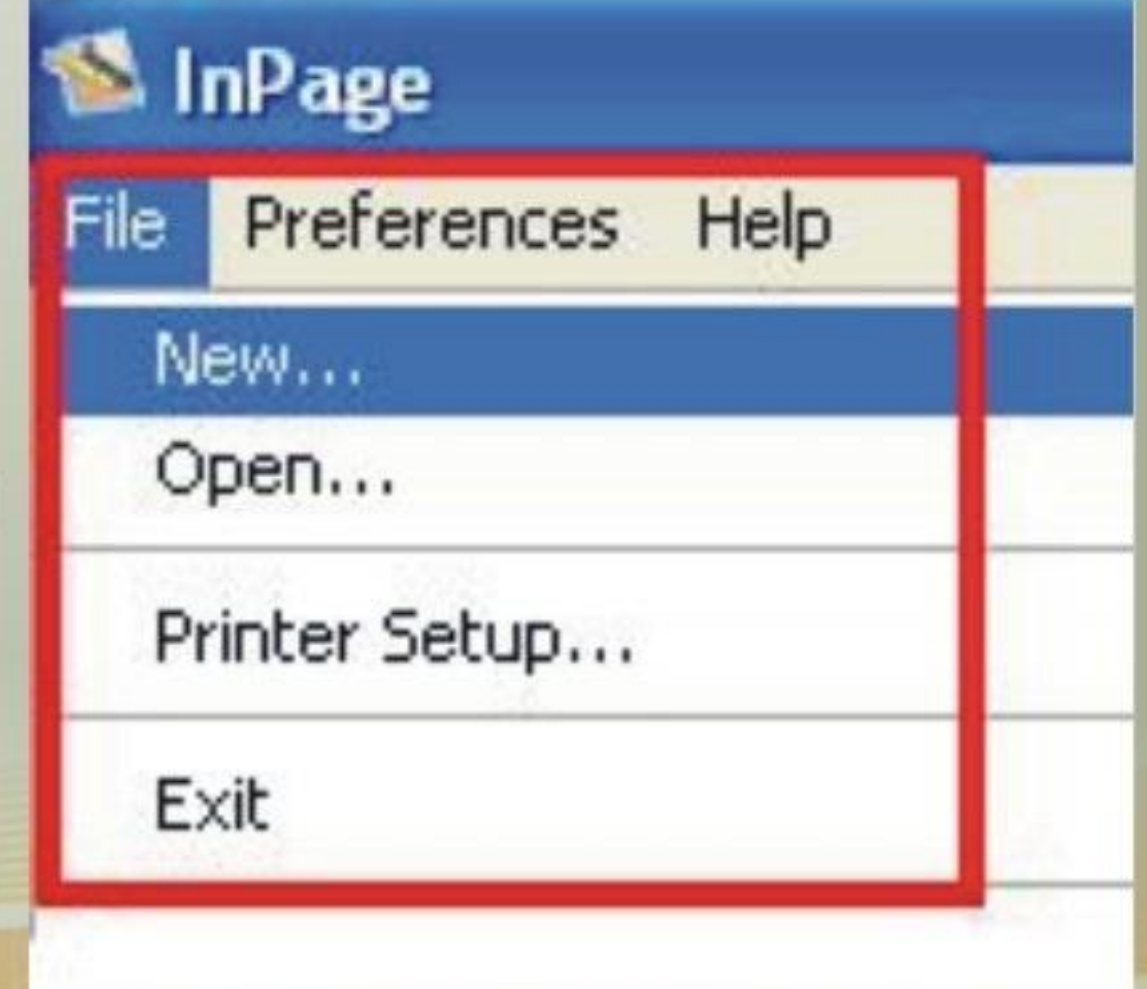 InPage
File Preferences Help
New...
Open...
Printer Setup...
Exit